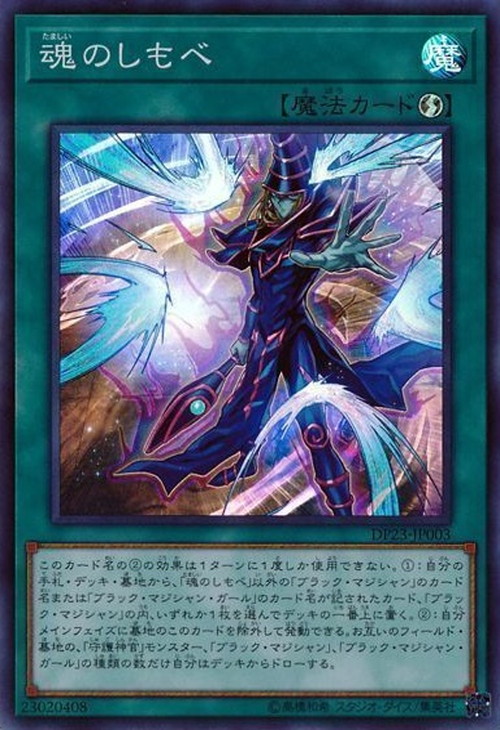 魂のしもべ
たましい
魔
【魔法カード】
DP23-JP003
このカード名の②の効果は1ターンに1度しか使用できない。①:自分の
手札・デッキ・墓地から、「魂のしもべ」以外の「ブラック・マジシャン」のカード
名または「ブラック・マジシャン・ガール」のカード名が記されたカード、「ブラッ
ク・マジシャン」の内、いずれか1枚を選んでデッキの一番上に置く。②:自分
メインフェイズに墓地のこのカードを除外して発動できる。お互いのフィールド・
墓地の、「守護神官」モンスター、「ブラック・マジシャン」、「ブラック・マジシャン・
ガール」の種類の数だけ自分はデッキからドローする。
23020408
©高橋和希 スタジオ・ダイス/集英社